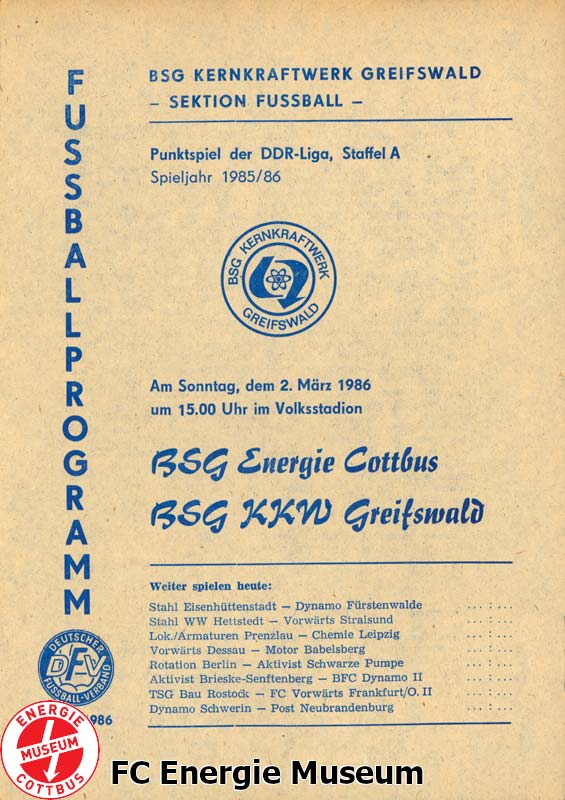 FUSSBALLPROGRAMM
BSG KERNKRAFTWERK GREIFSWALD
– SEKTION FUSSBALL –
Punktspiel der DDR-Liga, Staffel A
Spieljahr 1985/86
BSG KERNKRAFTWERK
GREIFSWALD
Am Sonntag, dem 2. März 1986
um 15.00 Uhr im Volksstadion
BSG Energie Cottbus
BSG KKW Greifswald
Weiter spielen heute:
Stahl Eisenhüttenstadt – Dynamo Fürstenwalde ... : ...
Stahl WW Hettstedt – Vorwärts Stralsund ... : ...
Lok./Armaturen Prenzlau – Chemie Leipzig ... : ...
Vorwärts Dessau – Motor Babelsberg ... : ...
Rotation Berlin – Aktivist Schwarze Pumpe ... : ...
Aktivist Brieske-Senftenberg – BFC Dynamo II ... : ...
TSG Bau Rostock – FC Vorwärts Frankfurt/O. II ... : ...
Dynamo Schwerin – Post Neubrandenburg ... : ...
DEUTSCHER
DFV
FUSSBALL-VERBAND
986
ENERGIE
MUSEUM
COTTBUS
FC Energie Museum